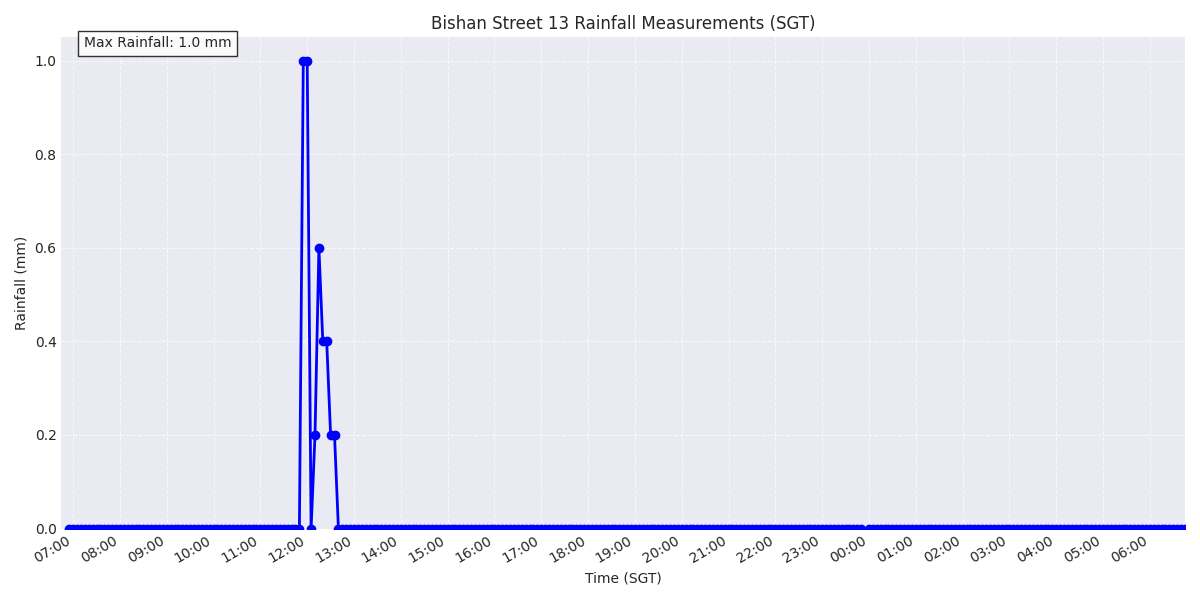 Bishan Street 13 Rainfall Measurements (SGT)
Max Rainfall: 1.0 mm
1.0
0.8
0.6
0.4
0.2
0.0
Rainfall (mm)
07:00 08:00 09:00 10:00 11:00 12:00 13:00 14:00 15:00 16:00 17:00 18:00 19:00 20:00 21:00 22:00 23:00 00:00 01:00 02:00 03:00 04:00 05:00 06:00
Time (SGT)